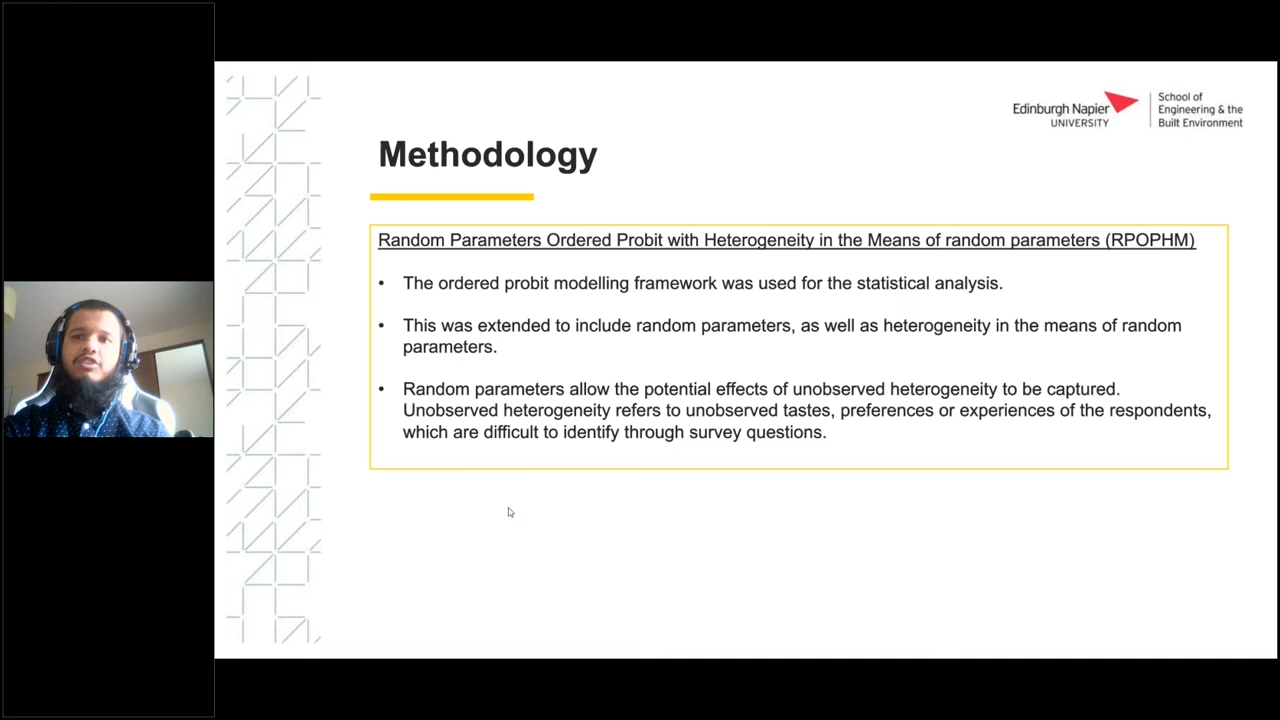 Edinburgh Napier
UNIVERSITY
School of
Engineering & the
Built Environment
Methodology
Random Parameters Ordered Probit with Heterogeneity in the Means of random parameters (RPOPHM)
• The ordered probit modelling framework was used for the statistical analysis.
• This was extended to include random parameters, as well as heterogeneity in the means of random
parameters.
• Random parameters allow the potential effects of unobserved heterogeneity to be captured.
Unobserved heterogeneity refers to unobserved tastes, preferences or experiences of the respondents,
which are difficult to identify through survey questions.